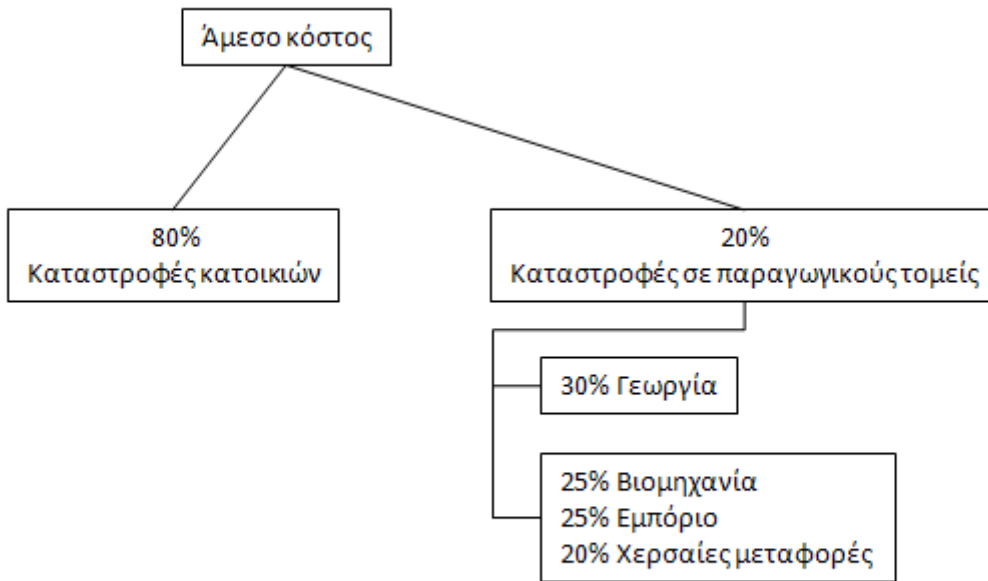 Άμεσο κόστος
80%
Καταστροφές κατοικιών
20%
Καταστροφές σε παραγωγικούς τομείς
30% Γεωργία
25% Βιομηχανία
25% Εμπόριο
20% Χερσαίες μεταφορές